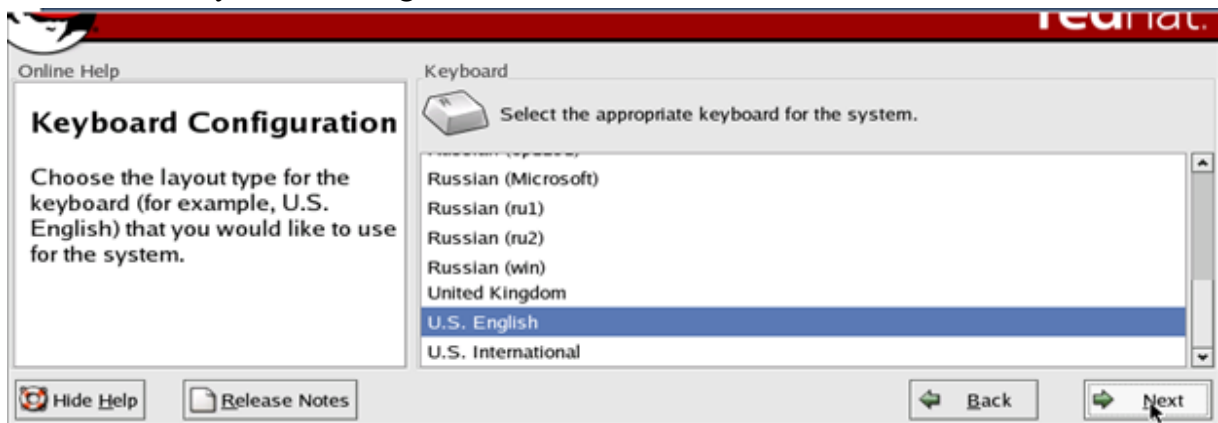 redhat.
Online Help
Keyboard Configuration
Choose the layout type for the
keyboard (for example, U.S.
English) that you would like to use
for the system.
Keyboard
Select the appropriate keyboard for the system.
Russian (Microsoft)
Russian (ru1)
Russian (ru2)
Russian (win)
United Kingdom
U.S. English
U.S. International
Hide Help
Release Notes
Back
Next